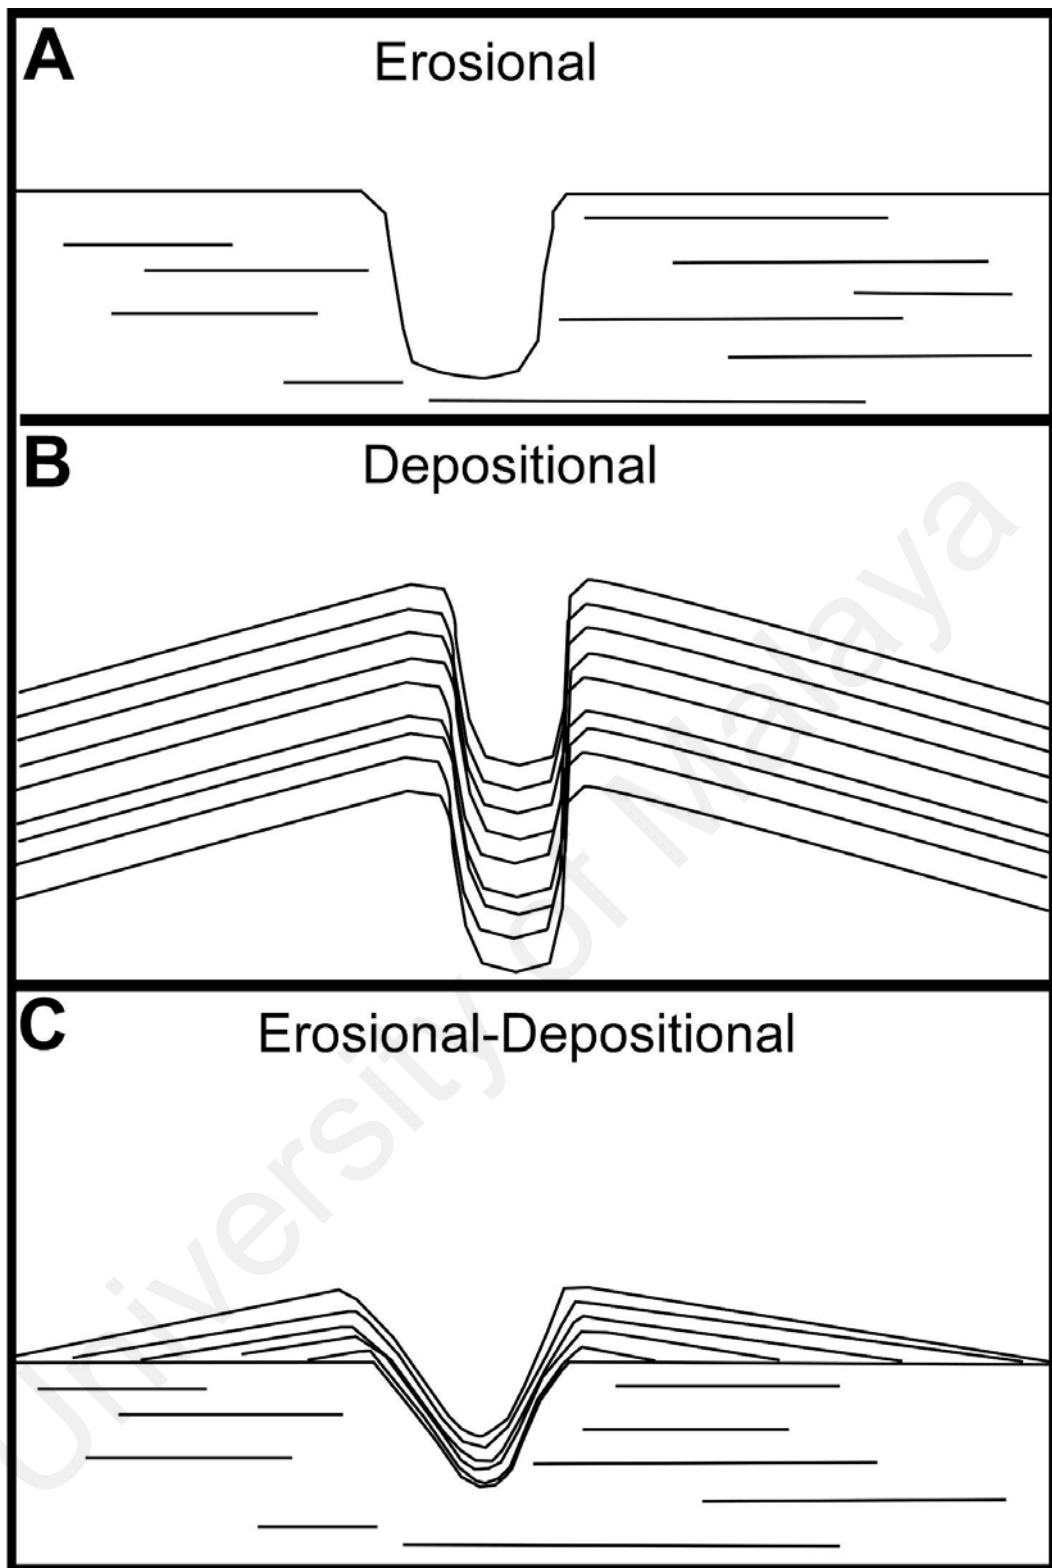 A
Erosional
B
Depositional
C
Erosional-Depositional
University of Malaya